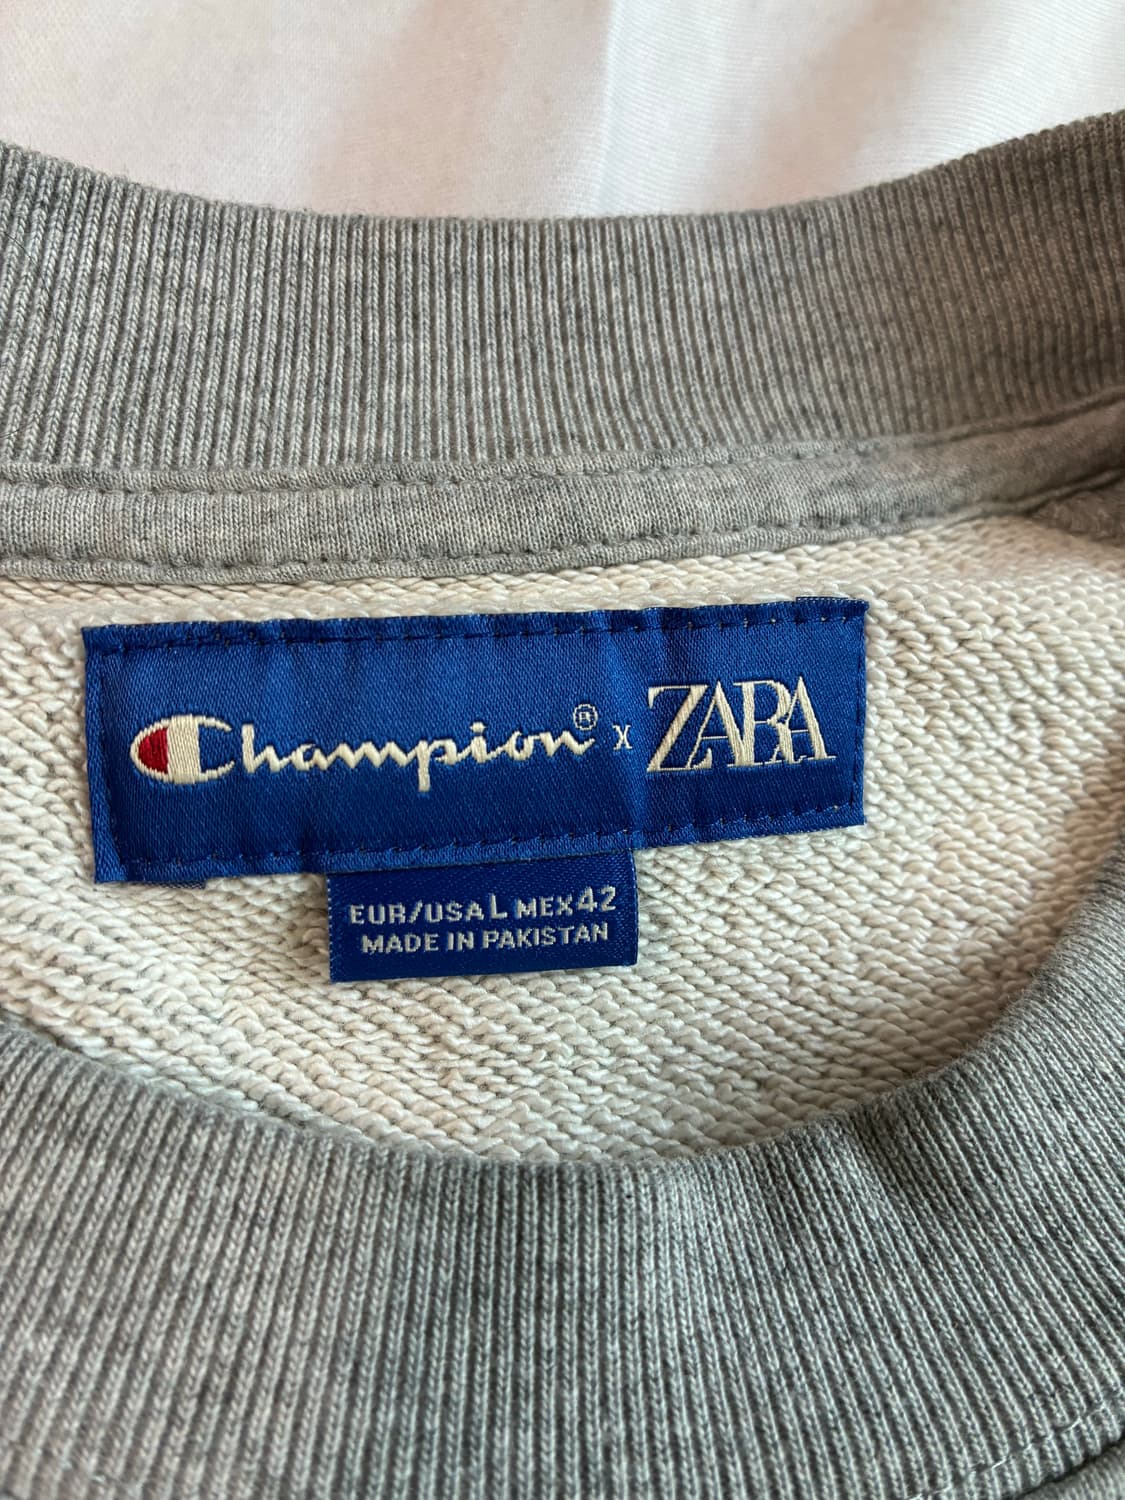 Champion® x ZARA
EUR/USA L MEX 42
MADE IN PAKISTAN